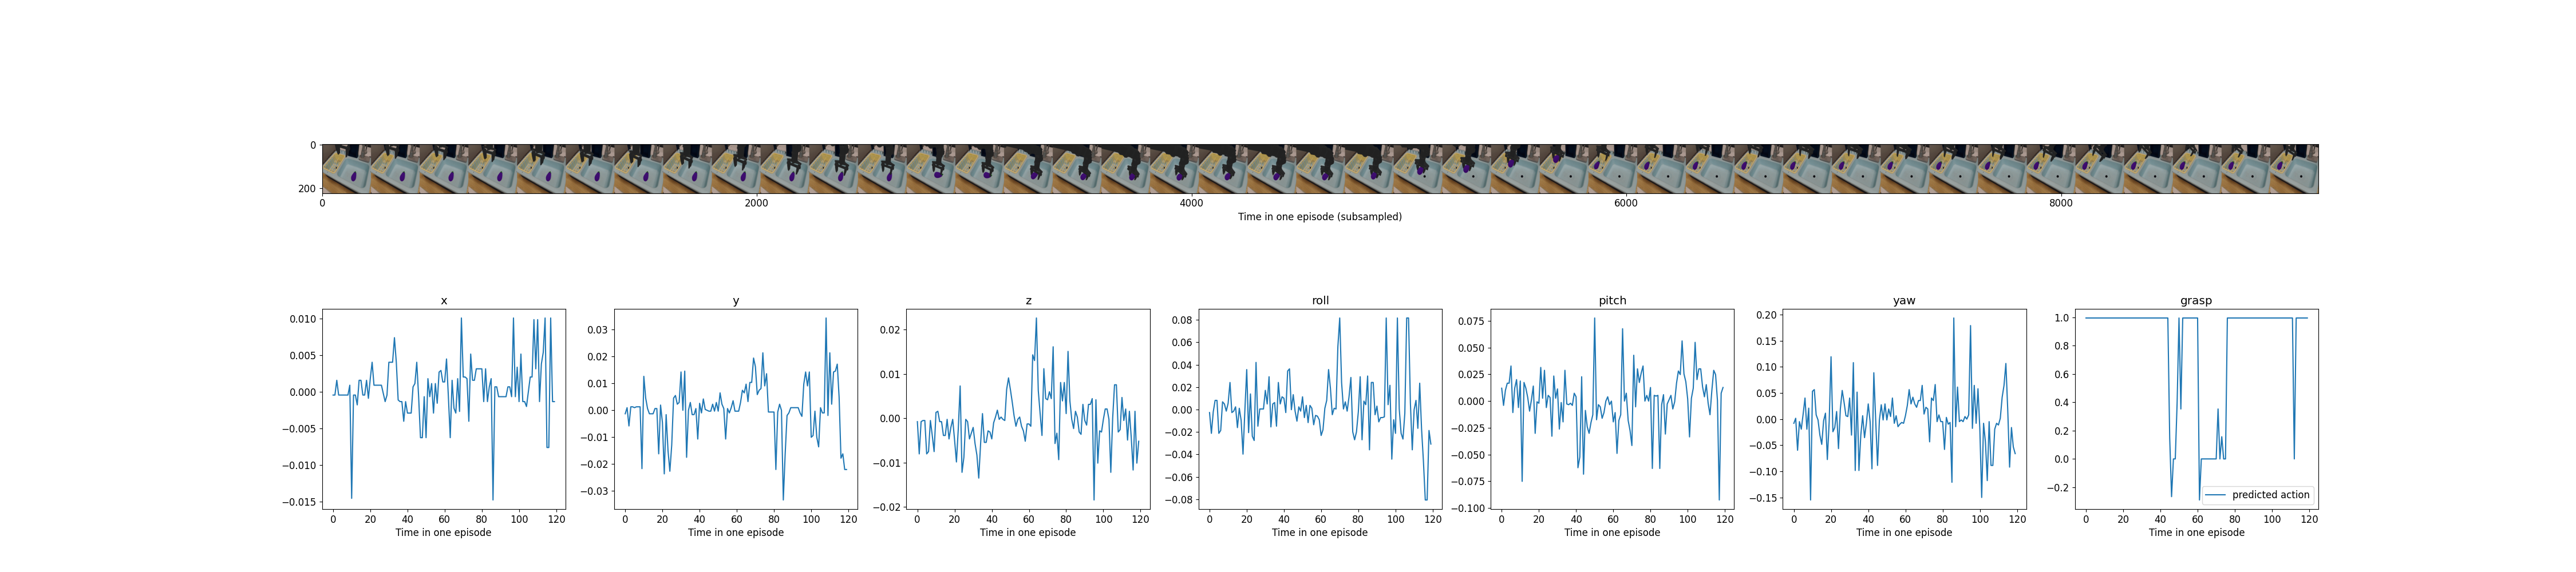 0
200
0 2000 4000 6000 8000
Time in one episode (subsampled)
x
0.010
0.005
0.000
−0.005
−0.010
−0.015
0 20 40 60 80 100 120
Time in one episode
y
0.03
0.02
0.01
0.00
−0.01
−0.02
−0.03
0 20 40 60 80 100 120
Time in one episode
z
0.02
0.01
0.00
−0.01
−0.02
0 20 40 60 80 100 120
Time in one episode
roll
0.08
0.06
0.04
0.02
0.00
−0.02
−0.04
−0.06
−0.08
0 20 40 60 80 100 120
Time in one episode
pitch
0.075
0.050
0.025
0.000
−0.025
−0.050
−0.075
−0.100
0 20 40 60 80 100 120
Time in one episode
yaw
0.20
0.15
0.10
0.05
0.00
−0.05
−0.10
−0.15
0 20 40 60 80 100 120
Time in one episode
grasp
1.0
0.8
0.6
0.4
0.2
0.0
−0.2
predicted action
0 20 40 60 80 100 120
Time in one episode